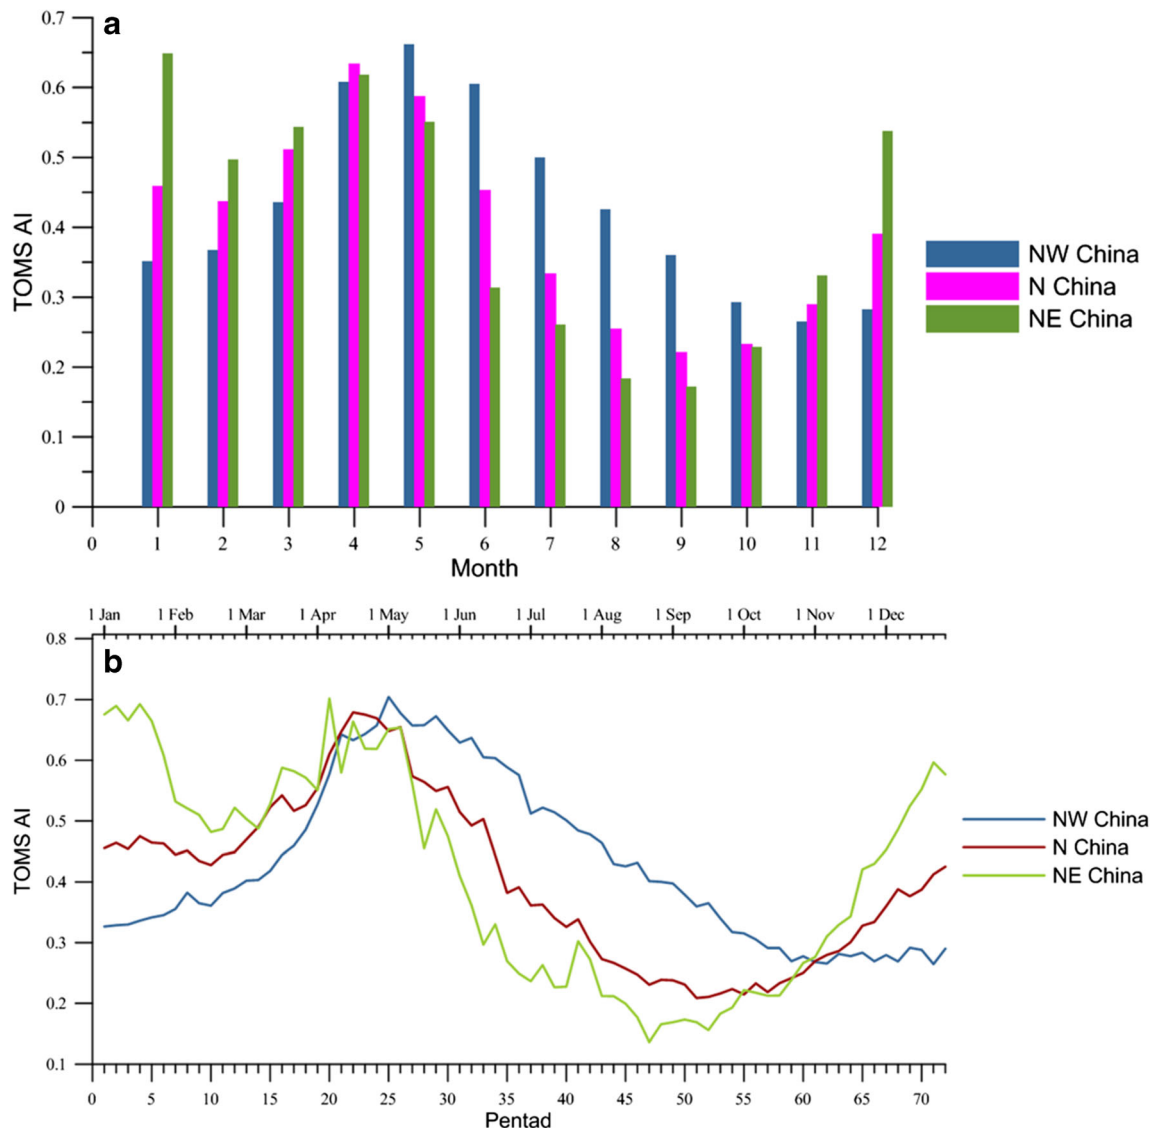 a
0.7
0.6
0.5
0.4
0.3
0.2
0.1
0
TOMS AI
0 1 2 3 4 5 6 7 8 9 10 11 12
Month
NW China
N China
NE China
1 Jan 1 Feb 1 Mar 1 Apr 1 May 1 Jun 1 Jul 1 Aug 1 Sep 1 Oct 1 Nov 1 Dec
b
0.8
0.7
0.6
0.5
0.4
0.3
0.2
0.1
TOMS AI
0 5 10 15 20 25 30 35 40 45 50 55 60 65 70
Pentad
NW China
N China
NE China